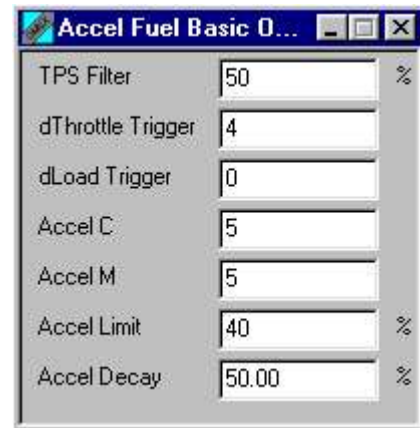 Accel Fuel Basic O...
TPS Filter 50 %
dThrottle Trigger 4
dLoad Trigger 0
Accel C 5
Accel M 5
Accel Limit 40 %
Accel Decay 50.00 %